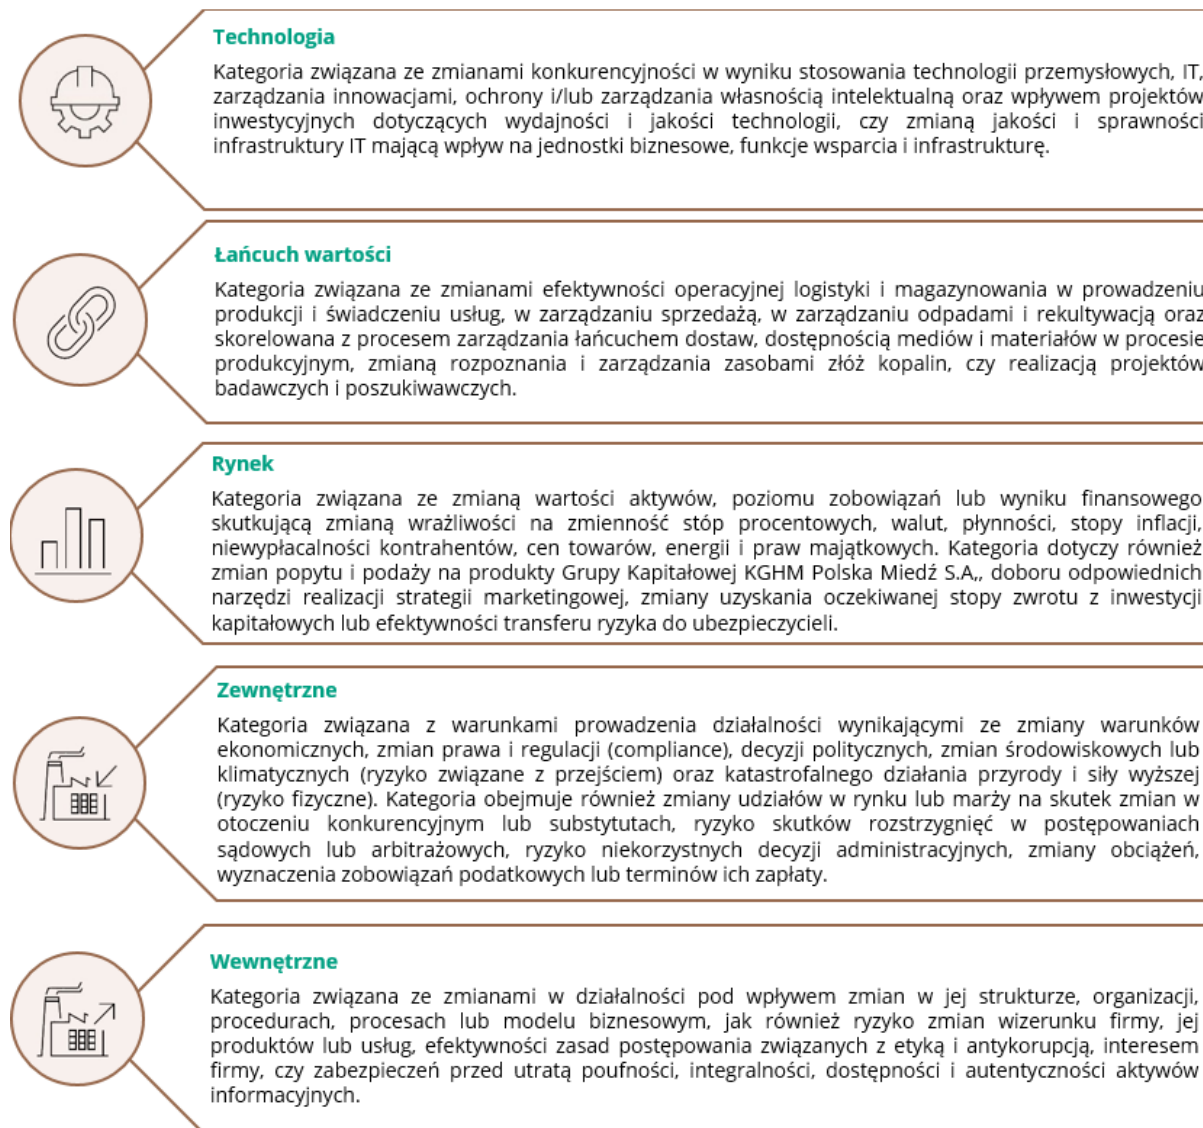 Technologia
Kategoria związana ze zmianami konkurencyjności w wyniku stosowania technologii przemysłowych, IT,
zarządzania innowacjami, ochrony i/lub zarządzania własnością intelektualną oraz wpływem projektów
inwestycyjnych dotyczących wydajności i jakości technologii, czy zmianą jakości i sprawności
infrastruktury IT mającą wpływ na jednostki biznesowe, funkcje wsparcia i infrastrukturę.
Łańcuch wartości
Kategoria związana ze zmianami efektywności operacyjnej logistyki i magazynowania w prowadzeniu
produkcji i świadczeniu usług, w zarządzaniu sprzedażą, w zarządzaniu odpadami i rekultywacją oraz
skorelowana z procesem zarządzania łańcuchem dostaw, dostępnością mediów i materiałów w procesie
produkcyjnym, zmianą rozpoznania i zarządzania zasobami złóż kopalin, czy realizacją projektów
badawczych i poszukiwawczych.
Rynek
Kategoria związana ze zmianą wartości aktywów, poziomu zobowiązań lub wyniku finansowego
skutkującą zmianą wrażliwości na zmienność stóp procentowych, walut, płynności, stopy inflacji,
niewypłacalności kontrahentów, cen towarów, energii i praw majątkowych. Kategoria dotyczy również
zmian popytu i podaży na produkty Grupy Kapitałowej KGHM Polska Miedź S.A,, doboru odpowiednich
narzędzi realizacji strategii marketingowej, zmiany uzyskania oczekiwanej stopy zwrotu z inwestycji
kapitałowych lub efektywności transferu ryzyka do ubezpieczycieli.
Zewnętrzne
Kategoria związana z warunkami prowadzenia działalności wynikającymi ze zmiany warunków
ekonomicznych, zmian prawa i regulacji (compliance), decyzji politycznych, zmian środowiskowych lub
klimatycznych (ryzyko związane z przejściem) oraz katastrofalnego działania przyrody i siły wyższej
(ryzyko fizyczne). Kategoria obejmuje również zmiany udziałów w rynku lub marży na skutek zmian w
otoczeniu konkurencyjnym lub substytutach, ryzyko skutków rozstrzygnięć w postępowaniach
sądowych lub arbitrażowych, ryzyko niekorzystnych decyzji administracyjnych, zmiany obciążeń,
wyznaczenia zobowiązań podatkowych lub terminów ich zapłaty.
Wewnętrzne
Kategoria związana ze zmianami w działalności pod wpływem zmian w jej strukturze, organizacji,
procedurach, procesach lub modelu biznesowym, jak również ryzyko zmian wizerunku firmy, jej
produktów lub usług, efektywności zasad postępowania związanych z etyką i antykorupcją, interesem
firmy, czy zabezpieczeń przed utratą poufności, integralności, dostępności i autentyczności aktywów
informacyjnych.